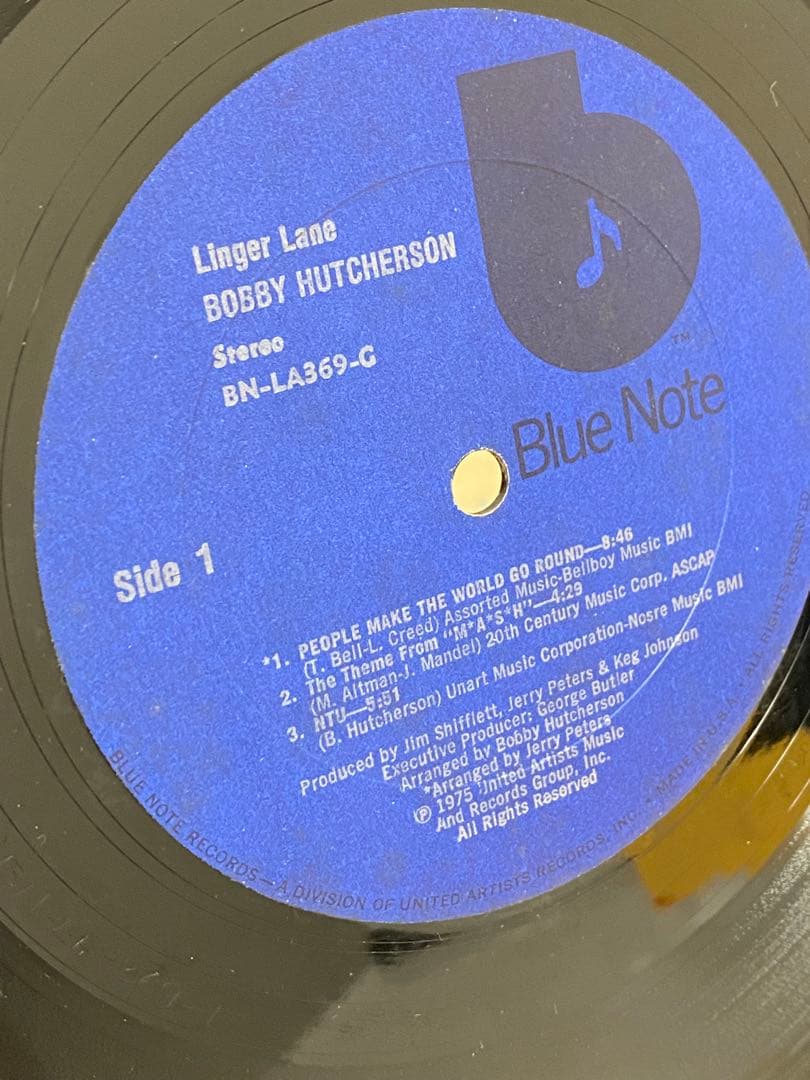 Linger Lane
BOBBY HUTCHERSON
Stereo
BN-LA369-G
b
TM
Blue Note
Side 1
*1. PEOPLE MAKE THE WORLD GO ROUND—8:46
(T. Bell-L. Creed) Assorted Music-Bellboy Music BMI
2. The Theme From "M*A*S*H"—4:29
(M. Altman-J. Mandel) 20th Century Music Corp. ASCAP
3. NTU—5:51
(B. Hutcherson) Unart Music Corporation-Nosre Music BMI
Produced by Jim Shifflett, Jerry Peters & Keg Johnson
Executive Producer: George Butler
Arranged by Bobby Hutcherson
*Arranged by Jerry Peters
℗ 1975 United Artists Music
And Records Group, Inc.
All Rights Reserved
BLUE NOTE RECORDS—A DIVISION OF UNITED ARTISTS RECORDS, INC. • MADE IN U.S.A. • ALL RIGHTS RESERVED